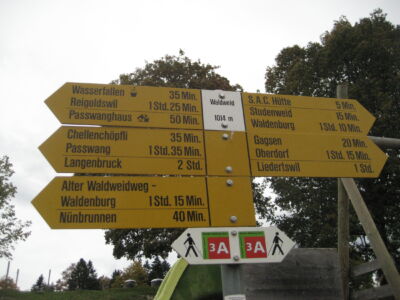 Wasserfallen 35 Min.
Reigoldswil 1 Std. 25 Min.
Passwanghaus 50 Min.
Chellenchöpfli 35 Min.
Passwang 1 Std. 35 Min.
Langenbruck 2 Std.
Alter Waldweidweg -
Waldenburg 1 Std. 15 Min.
Nünbrunnen 40 Min.
Waldweid
1014 m
S.A.C. Hütte 5 Min.
Studenweid 15 Min.
Waldenburg 1 Std. 10 Min.
Gagsen 20 Min.
Oberdorf 1 Std. 15 Min.
Liedertswil 1 Std.
3A 3A